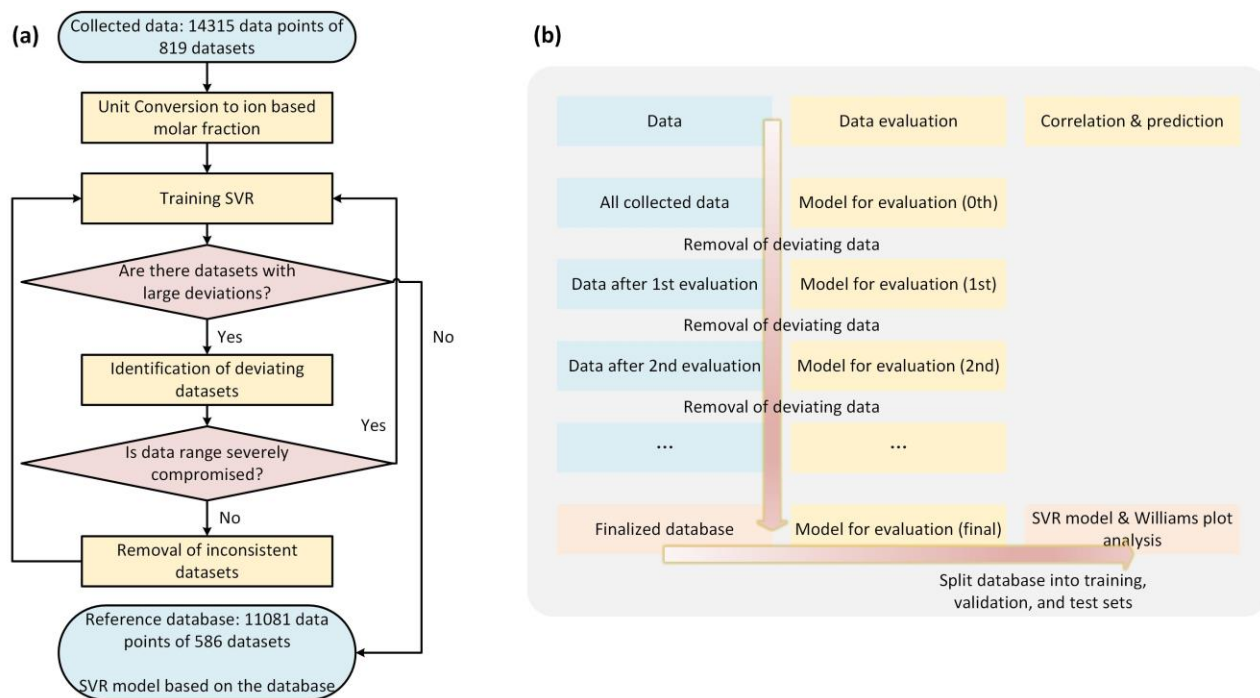 (a)
Collected data: 14315 data points of
819 datasets
Unit Conversion to ion based
molar fraction
Training SVR
Are there datasets with
large deviations?
Yes
No
Identification of deviating
datasets
Yes
Is data range severely
compromised?
No
Removal of inconsistent
datasets
Reference database: 11081 data
points of 586 datasets
SVR model based on the database
(b)
Data
Data evaluation
Correlation & prediction
All collected data
Model for evaluation (0th)
Removal of deviating data
Data after 1st evaluation
Model for evaluation (1st)
Removal of deviating data
Data after 2nd evaluation
Model for evaluation (2nd)
Removal of deviating data
...
...
Finalized database
Model for evaluation (final)
SVR model & Williams plot
analysis
Split database into training,
validation, and test sets